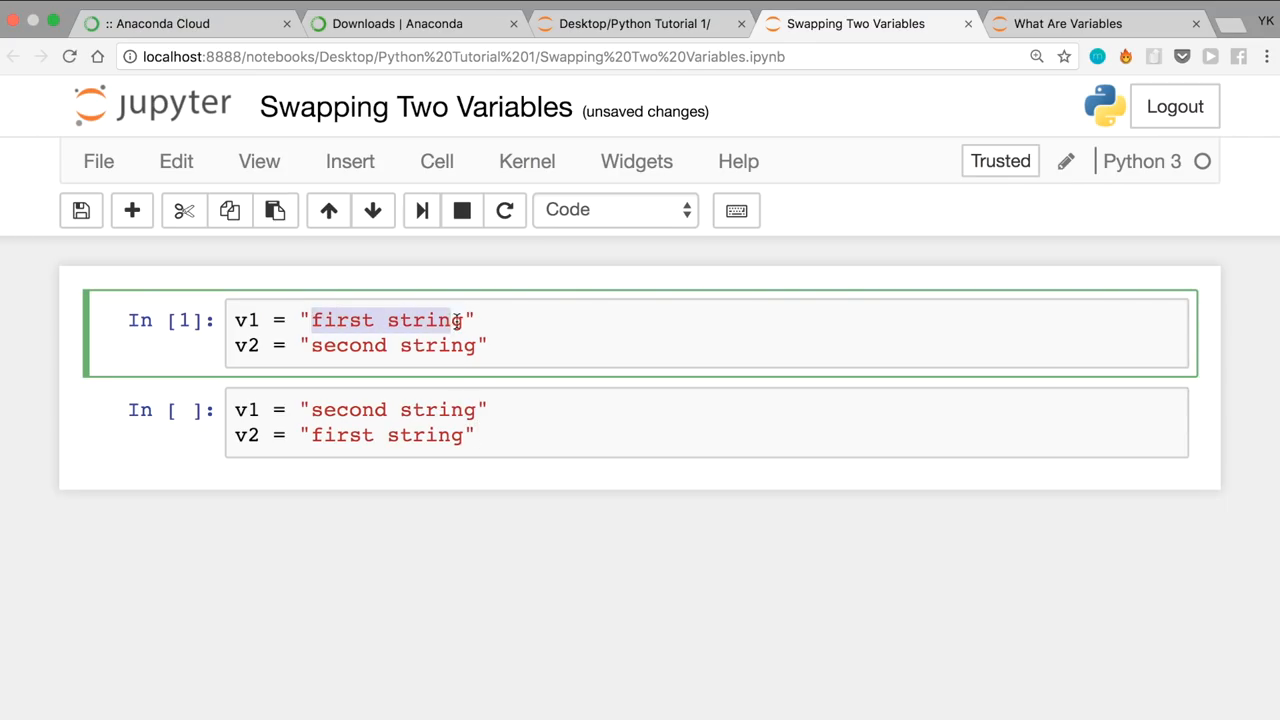 :: Anaconda Cloud
Downloads | Anaconda
Desktop/Python Tutorial 1/
Swapping Two Variables
What Are Variables
YK
localhost:8888/notebooks/Desktop/Python%20Tutorial%201/Swapping%20Two%20Variables.ipynb
jupyter Swapping Two Variables (unsaved changes) Logout
File Edit View Insert Cell Kernel Widgets Help Trusted Python 3
Code
In [1]: v1 = "first string"
v2 = "second string"
In [ ]: v1 = "second string"
v2 = "first string"